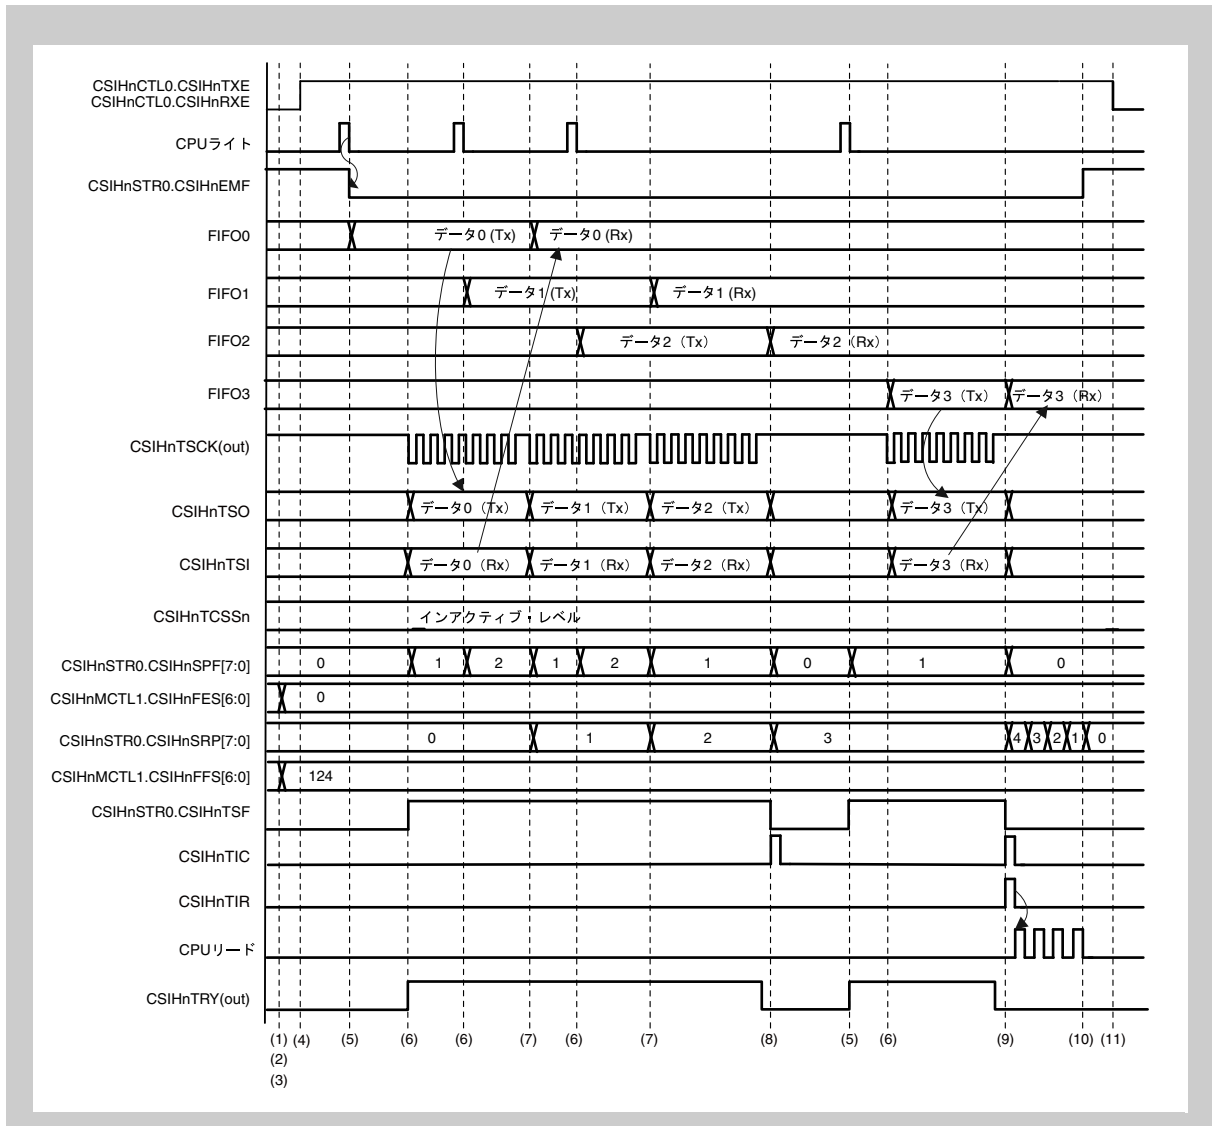 CSIHnCTL0.CSIHnTXE
CSIHnCTL0.CSIHnRXE
CPUライト
CSIHnSTR0.CSIHnEMF
FIFO0 データ0 (Tx) データ0 (Rx)
FIFO1 データ1 (Tx) データ1 (Rx)
FIFO2 データ2（Tx） データ2（Rx）
FIFO3 データ3（Tx） データ3（Rx）
CSIHnTSCK(out)
CSIHnTSO データ0（Tx） データ1（Tx） データ2（Tx） データ3（Tx）
CSIHnTSI データ0（Rx） データ1（Rx） データ2（Rx） データ3（Rx）
CSIHnTCSSn インアクティブ・レベル
CSIHnSTR0.CSIHnSPF[7:0] 0 1 2 1 2 1 0 1 0
CSIHnMCTL1.CSIHnFES[6:0] 0
CSIHnSTR0.CSIHnSRP[7:0] 0 1 2 3 4 3 2 1 0
CSIHnMCTL1.CSIHnFFS[6:0] 124
CSIHnSTR0.CSIHnTSF
CSIHnTIC
CSIHnTIR
CPUリード
CSIHnTRY(out)
(1) (4) (5) (6) (6) (7) (6) (7) (8) (5) (6) (9) (10) (11)
(2)
(3)